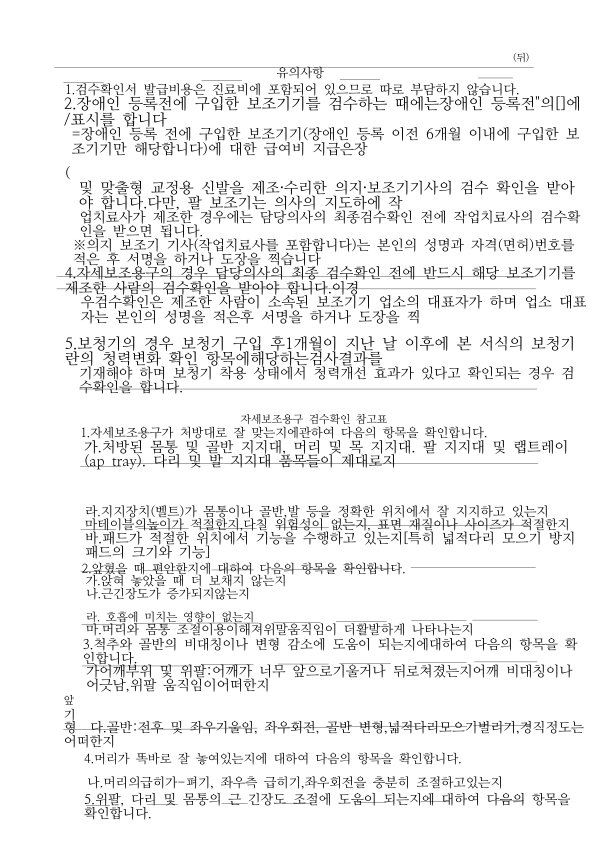 (뒤)
유의사항
1.검수확인서 발급비용은 진료비에 포함되어 있으므로 따로 부담하지 않습니다.
2.장애인 등록전에 구입한 보조기기를 검수하는 때에는장애인 등록전"의[]에
/표시를 합니다
=장애인 등록 전에 구입한 보조기기(장애인 등록 이전 6개월 이내에 구입한 보
조기기만 해당합니다)에 대한 급여비 지급은장
(
및 맞춤형 교정용 신발을 제조·수리한 의지·보조기기사의 검수 확인을 받아
야 합니다.다만, 팔 보조기는 의사의 지도하에 작
업치료사가 제조한 경우에는 담당의사의 최종검수확인 전에 작업치료사의 검수확
인을 받으면 됩니다.
※의지 보조기 기사(작업치료사를 포함합니다)는 본인의 성명과 자격(면허)번호를
적은 후 서명을 하거나 도장을 찍습니다
4.자세보조용구의 경우 담당의사의 최종 검수확인 전에 반드시 해당 보조기기를
제조한 사람의 검수확인을 받아야 합니다.이경
우검수확인은 제조한 사람이 소속된 보조기기 업소의 대표자가 하며 업소 대표
자는 본인의 성명을 적은후 서명을 하거나 도장을 찍
5.보청기의 경우 보청기 구입 후1개월이 지난 날 이후에 본 서식의 보청기
란의 청력변화 확인 항목에해당하는검사결과를
기재해야 하며 보청기 착용 상태에서 청력개선 효과가 있다고 확인되는 경우 검
수확인을 합니다.
자세보조용구 검수확인 참고표
1.자세보조용구가 처방대로 잘 맞는지에관하여 다음의 항목을 확인합니다.
가.처방된 몸통 및 골반 지지대, 머리 및 목 지지대. 팔 지지대 및 랩트레이
(ap tray). 다리 및 발 지지대 품목들이 제대로지
라.지지장치(벨트)가 몸통이나 골반,발 등을 정확한 위치에서 잘 지지하고 있는지
마테이블의높이가 적절한지,다칠 위험성이 없는지, 표면 재질이나 사이즈가 적절한지
바.패드가 적절한 위치에서 기능을 수행하고 있는지[특히 넓적다리 모으기 방지
패드의 크기와 기능]
2.앉혔을 때 편안한지에 대하여 다음의 항목을 확인합니다.
가.앉혀 놓았을 때 더 보채지 않는지
나.근긴장도가 증가되지않는지
라. 호흡에 미치는 영향이 없는지
마.머리와 몸통 조절이용이해져위팔움직임이 더활발하게 나타나는지
3.척추와 골반의 비대칭이나 변형 감소에 도움이 되는지에대하여 다음의 항목을 확
인합니다.
가어깨부위 및 위팔:어깨가 너무 앞으로기울거나 뒤로쳐졌는지어깨 비대칭이나
어긋남,위팔 움직임이어떠한지
앞
기
형 다.골반:전후 및 좌우기울임, 좌우회전, 골반 변형,넓적다리모으기벌리기,경직정도는
어떠한지
4.머리가 똑바로 잘 놓여있는지에 대하여 다음의 항목을 확인합니다.
나.머리의급히가-펴기, 좌우측 급히기,좌우회전을 충분히 조절하고있는지
5.위팔, 다리 및 몸통의 근 긴장도 조절에 도움이 되는지에 대하여 다음의 항목을
확인합니다.